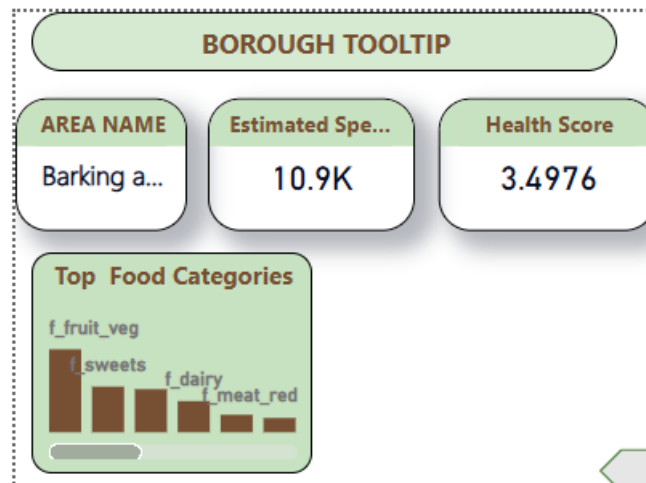 BOROUGH TOOLTIP
AREA NAME
Barking a...
Estimated Spe...
10.9K
Health Score
3.4976
Top  Food Categories
f_fruit_veg
f_sweets
f_dairy
f_meat_red